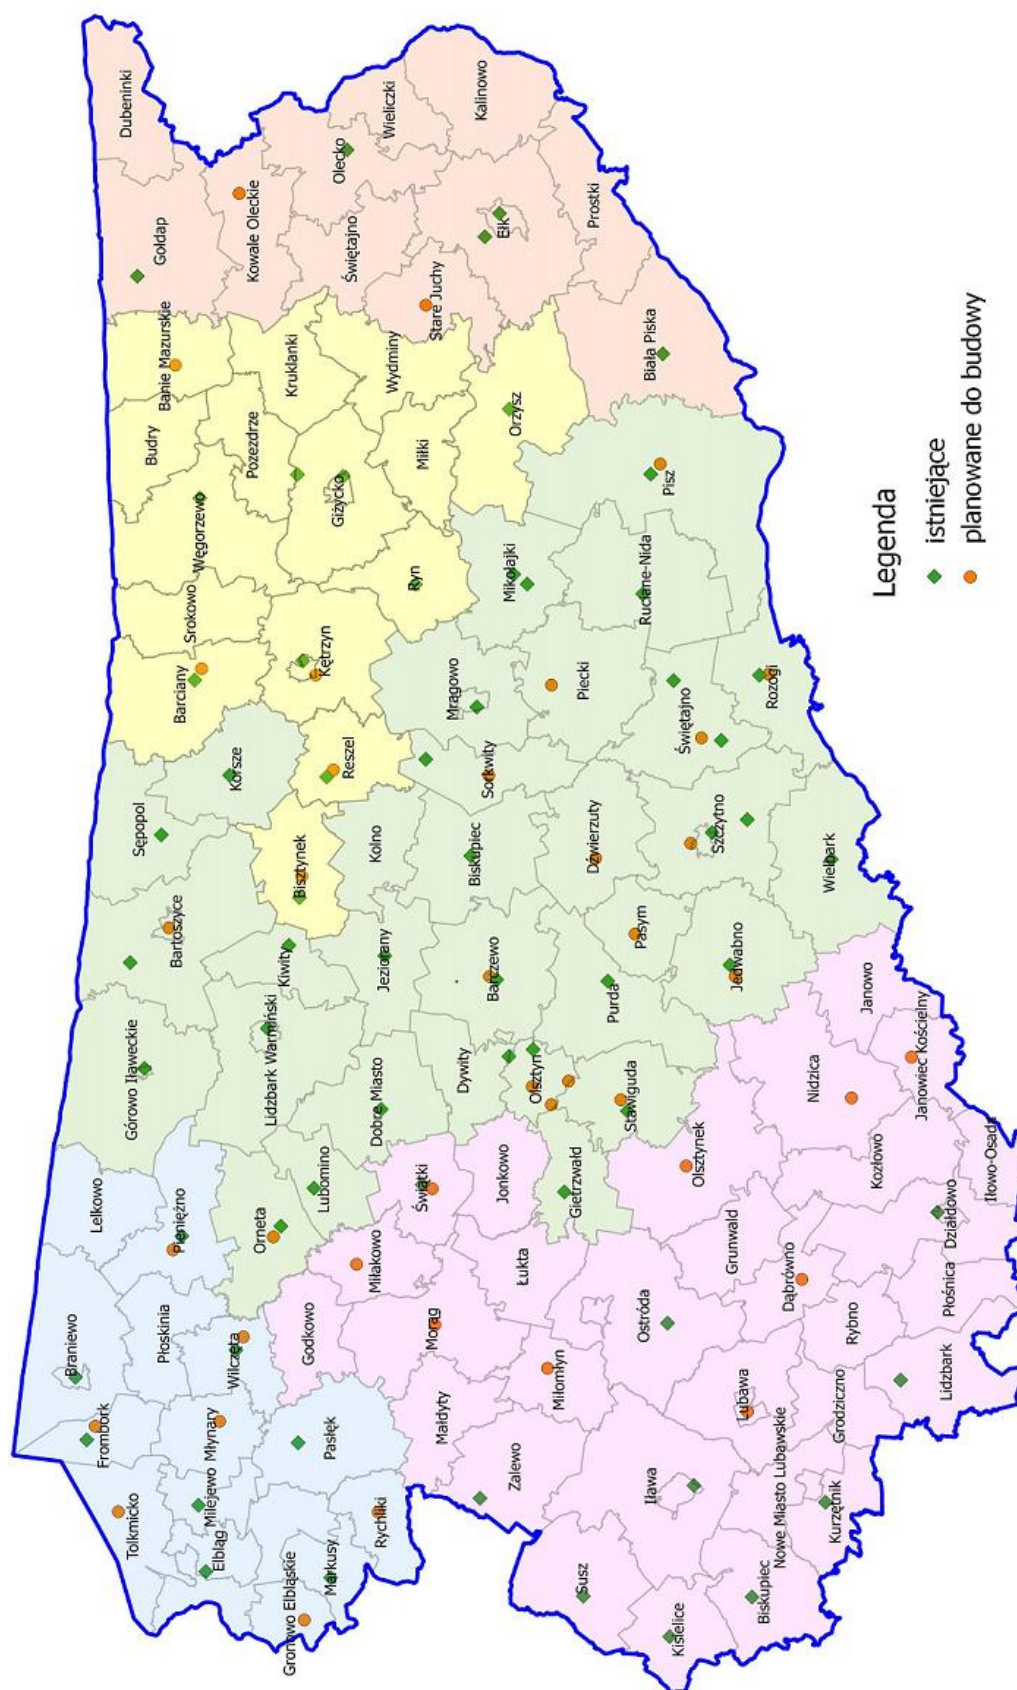 Dubeninki
Gołdap
Kowale Oleckie
Olecko
Wieliczki
Świętajno
Kalinowo
Stare Juchy
Ełk
Prostki
Biała Piska
Banie Mazurskie
Budry
Węgorzewo
Pozezdrze
Kruklanki
Wydminy
Giżycko
Miłki
Orzysz
Srokowo
Barciany
Kętrzyn
Ryn
Reszel
Bisztynek
Sępopol
Korsze
Bartoszyce
Górowo Iławeckie
Kiwity
Lidzbark Warmiński
Kolno
Jeziorany
Dobre Miasto
Lubomino
Orneta
Mrągowo
Mikołajki
Sorkwity
Biskupiec
Barczewo
Dywity
Olsztyn
Pisz
Ruciane-Nida
Piecki
Dźwierzuty
Pasym
Purda
Stawiguda
Gietrzwałd
Świętajno
Rozogi
Szczytno
Jedwabno
Wielbark
Lelkowo
Pieniężno
Braniewo
Płoskinia
Wilczęta
Frombork
Młynary
Pasłęk
Tolkmicko
Milejewo
Elbląg
Gronowo Elbląskie
Markusy
Rychliki
Godkowo
Miłakowo
Świątki
Jonkowo
Morąg
Łukta
Małdyty
Miłomłyn
Zalewo
Ostróda
Olsztynek
Grunwald
Dąbrówno
Nidzica
Janowo
Janowiec Kościelny
Kozłowo
Iłowo-Osada
Działdowo
Płośnica
Rybno
Lidzbark
Lubawa
Grodziczno
Iława
Nowe Miasto Lubawskie
Kurzętnik
Susz
Kisielice
Biskupiec
Legenda
istniejące
planowane do budowy